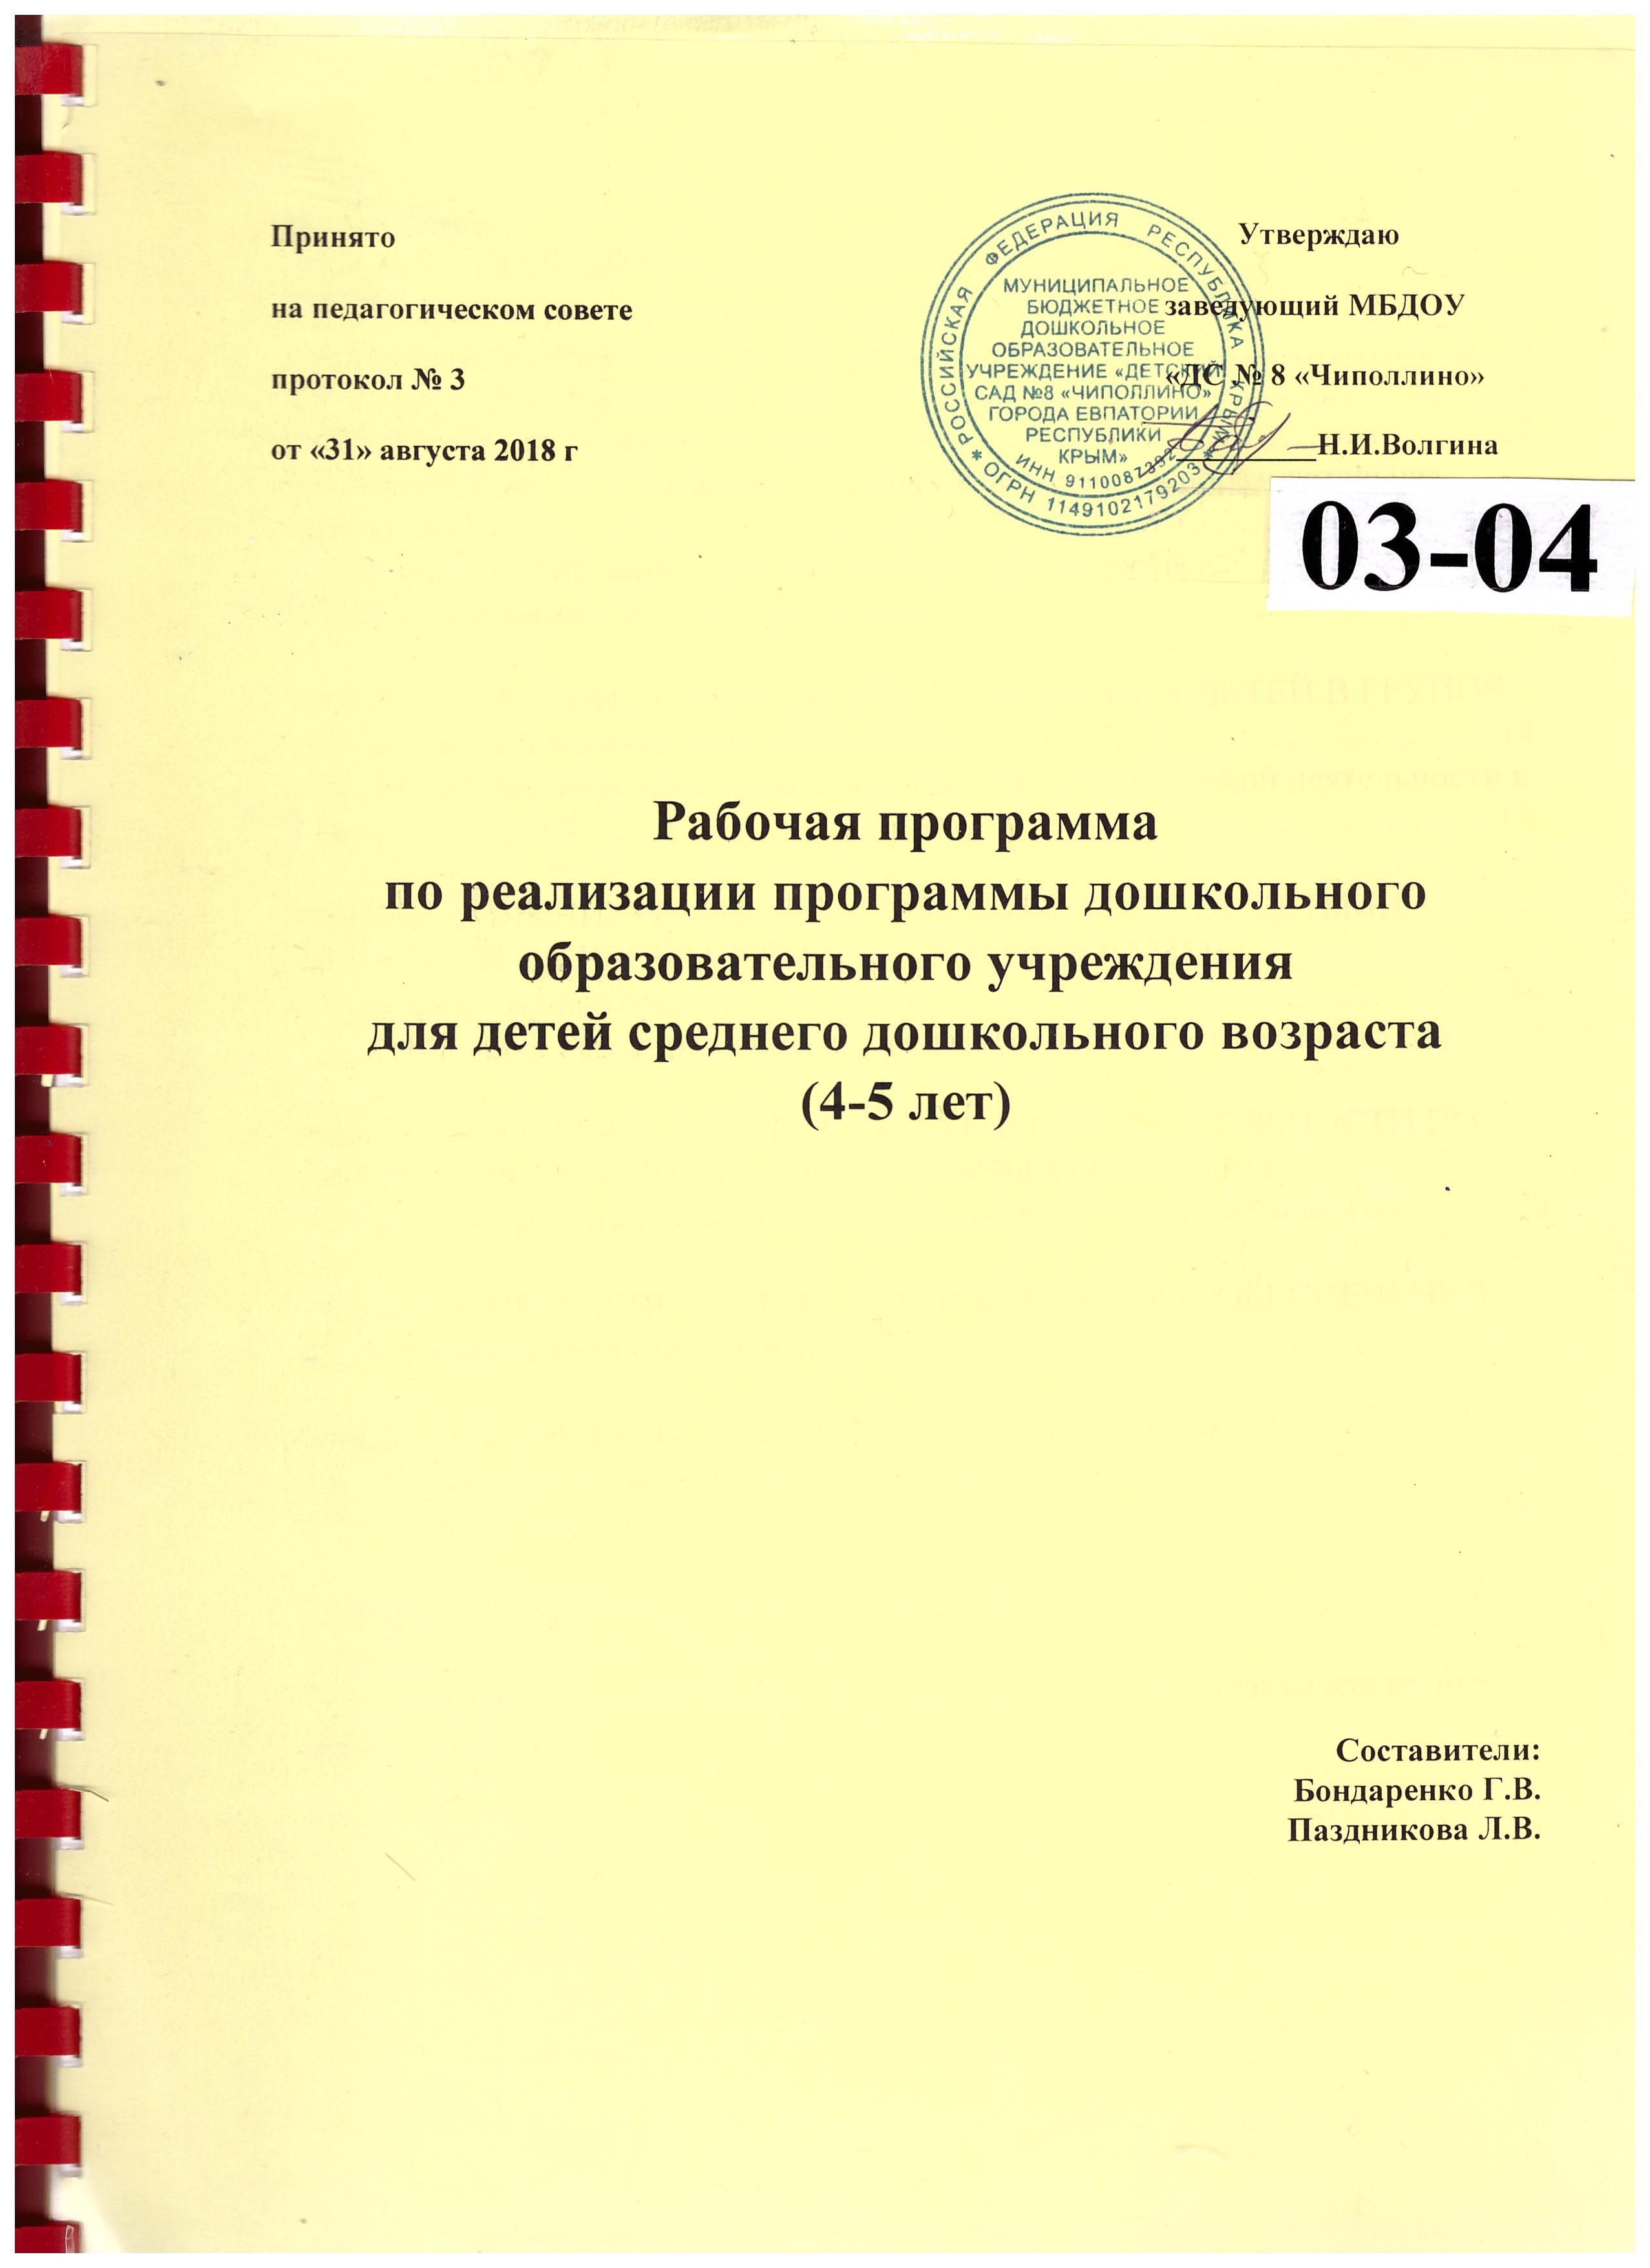 Принято
на педагогическом совете
протокол № 3
от «31» августа 2018 г
Утверждаю
заведующий МБДОУ
«ДС № 8 «Чиполлино»
Н.И.Волгина
РОССИЙСКАЯ ФЕДЕРАЦИЯ РЕСПУБЛИКА КРЫМ
МУНИЦИПАЛЬНОЕ
БЮДЖЕТНОЕ
ДОШКОЛЬНОЕ
ОБРАЗОВАТЕЛЬНОЕ
УЧРЕЖДЕНИЕ «ДЕТСКИЙ
САД №8 «ЧИПОЛЛИНО»
ГОРОДА ЕВПАТОРИИ
РЕСПУБЛИКИ
КРЫМ»
ИНН
* ОГРН 1149102179203 *
03-04
Рабочая программа
по реализации программы дошкольного
образовательного учреждения
для детей среднего дошкольного возраста
(4-5 лет)
Составители:
Бондаренко Г.В.
Паздникова Л.В.